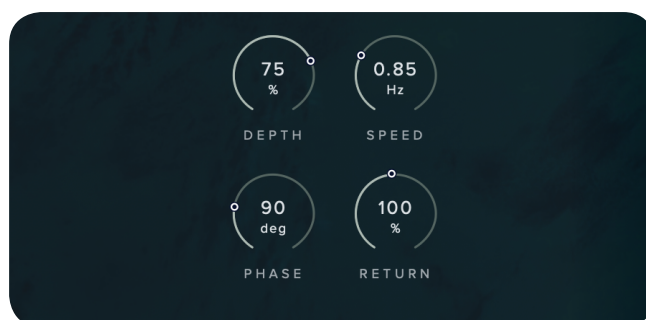 75
%
DEPTH
0.85
Hz
SPEED
90
deg
PHASE
100
%
RETURN